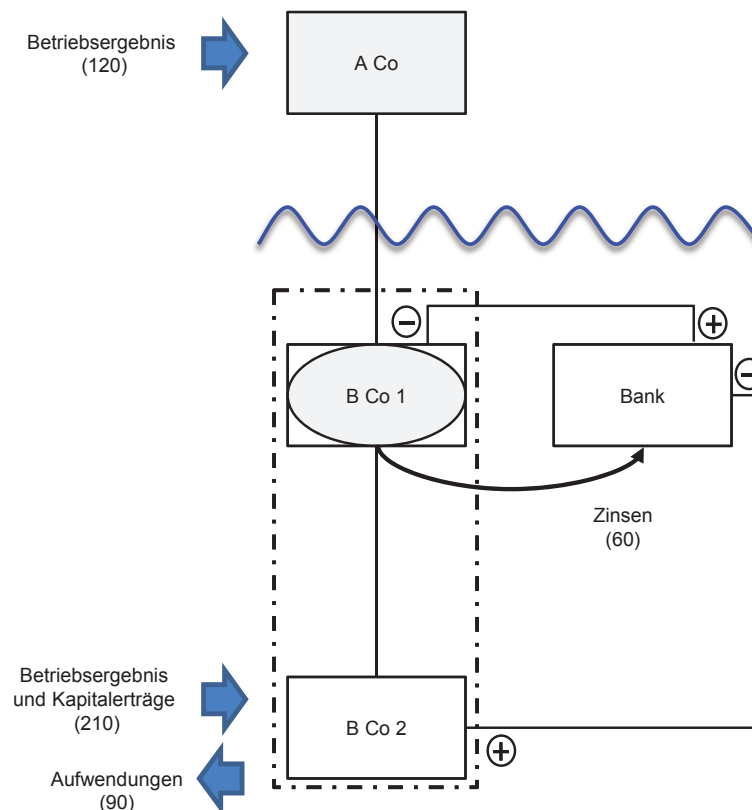 Betriebsergebnis
(120)
A Co
−
+
B Co 1
Bank
−
Zinsen
(60)
Betriebsergebnis
und Kapitalerträge
(210)
B Co 2
+
Aufwendungen
(90)